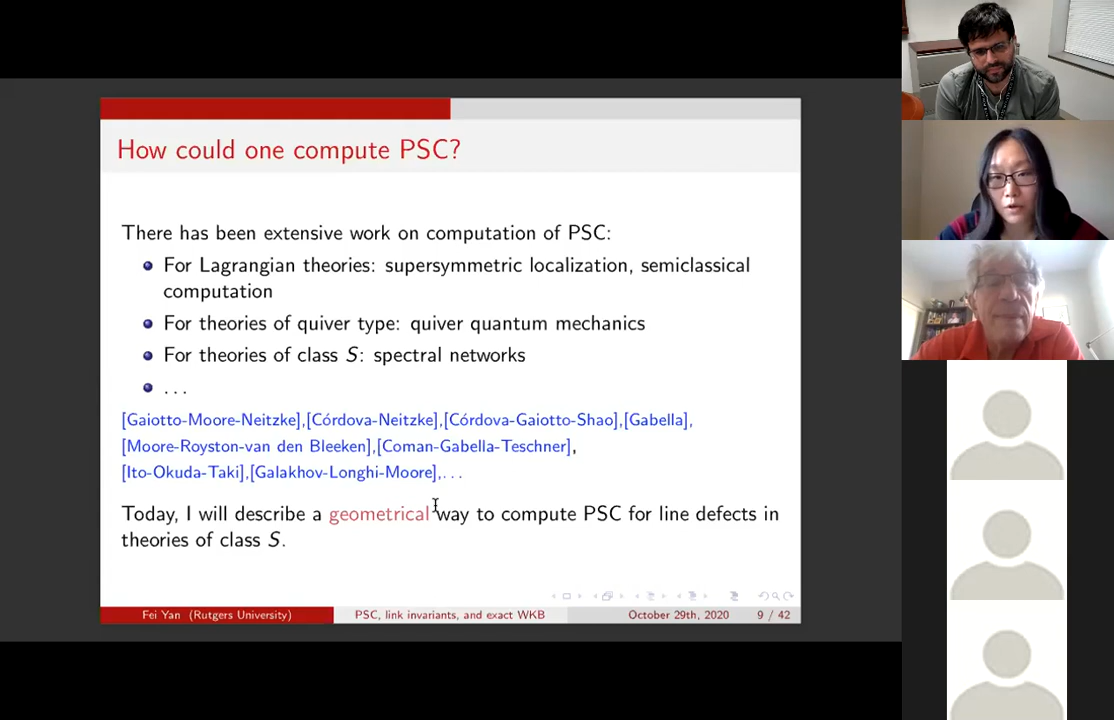 How could one compute PSC?
There has been extensive work on computation of PSC:
For Lagrangian theories: supersymmetric localization, semiclassical
computation
For theories of quiver type: quiver quantum mechanics
For theories of class S: spectral networks
...
[Gaiotto-Moore-Neitzke],[Córdova-Neitzke],[Córdova-Gaiotto-Shao],[Gabella],
[Moore-Royston-van den Bleeken],[Coman-Gabella-Teschner],
[Ito-Okuda-Taki],[Galakhov-Longhi-Moore],...
Today, I will describe a geometrical way to compute PSC for line defects in
theories of class S.
Fei Yan (Rutgers University) PSC, link invariants, and exact WKB October 29th, 2020 9 / 42